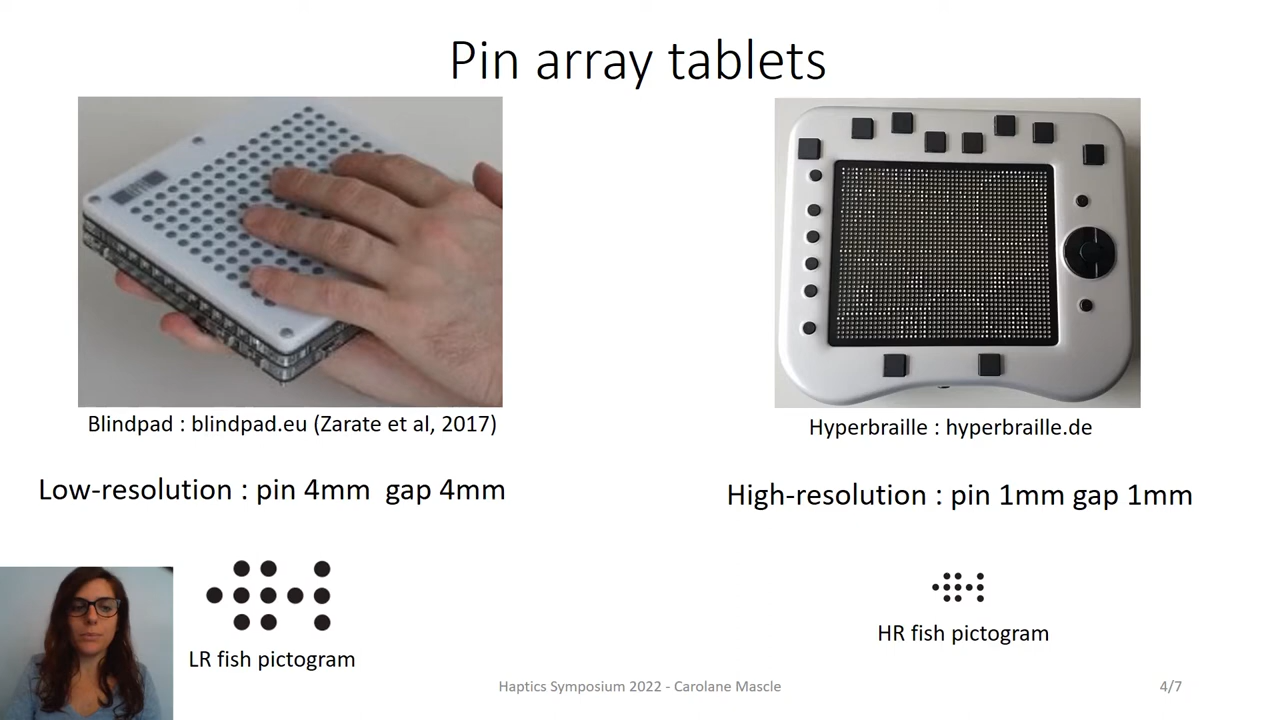 Pin array tablets
Blindpad : blindpad.eu (Zarate et al, 2017)
Hyperbraille : hyperbraille.de
Low-resolution : pin 4mm  gap 4mm
High-resolution : pin 1mm gap 1mm
LR fish pictogram
HR fish pictogram
Haptics Symposium 2022 - Carolane Mascle
4/7